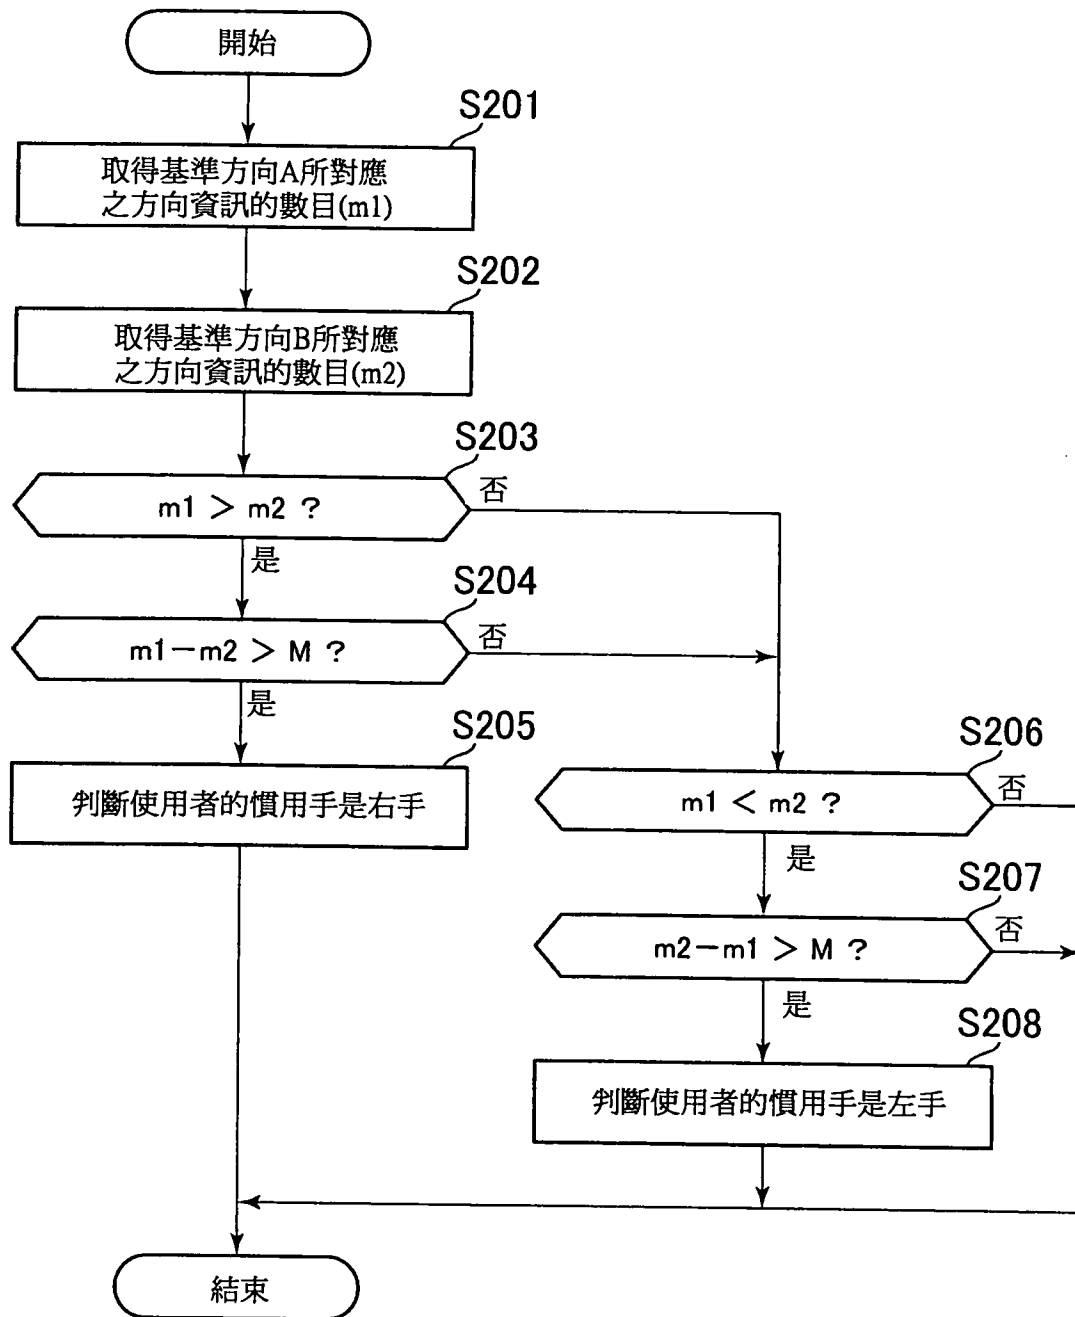 開始
S201
取得基準方向A所對應
之方向資訊的數目(m1)
S202
取得基準方向B所對應
之方向資訊的數目(m2)
S203
m1 > m2 ?
否
是
S204
m1－m2 > M ?
否
是
S205
判斷使用者的慣用手是右手
S206
m1 < m2 ?
否
是
S207
m2－m1 > M ?
否
是
S208
判斷使用者的慣用手是左手
結束